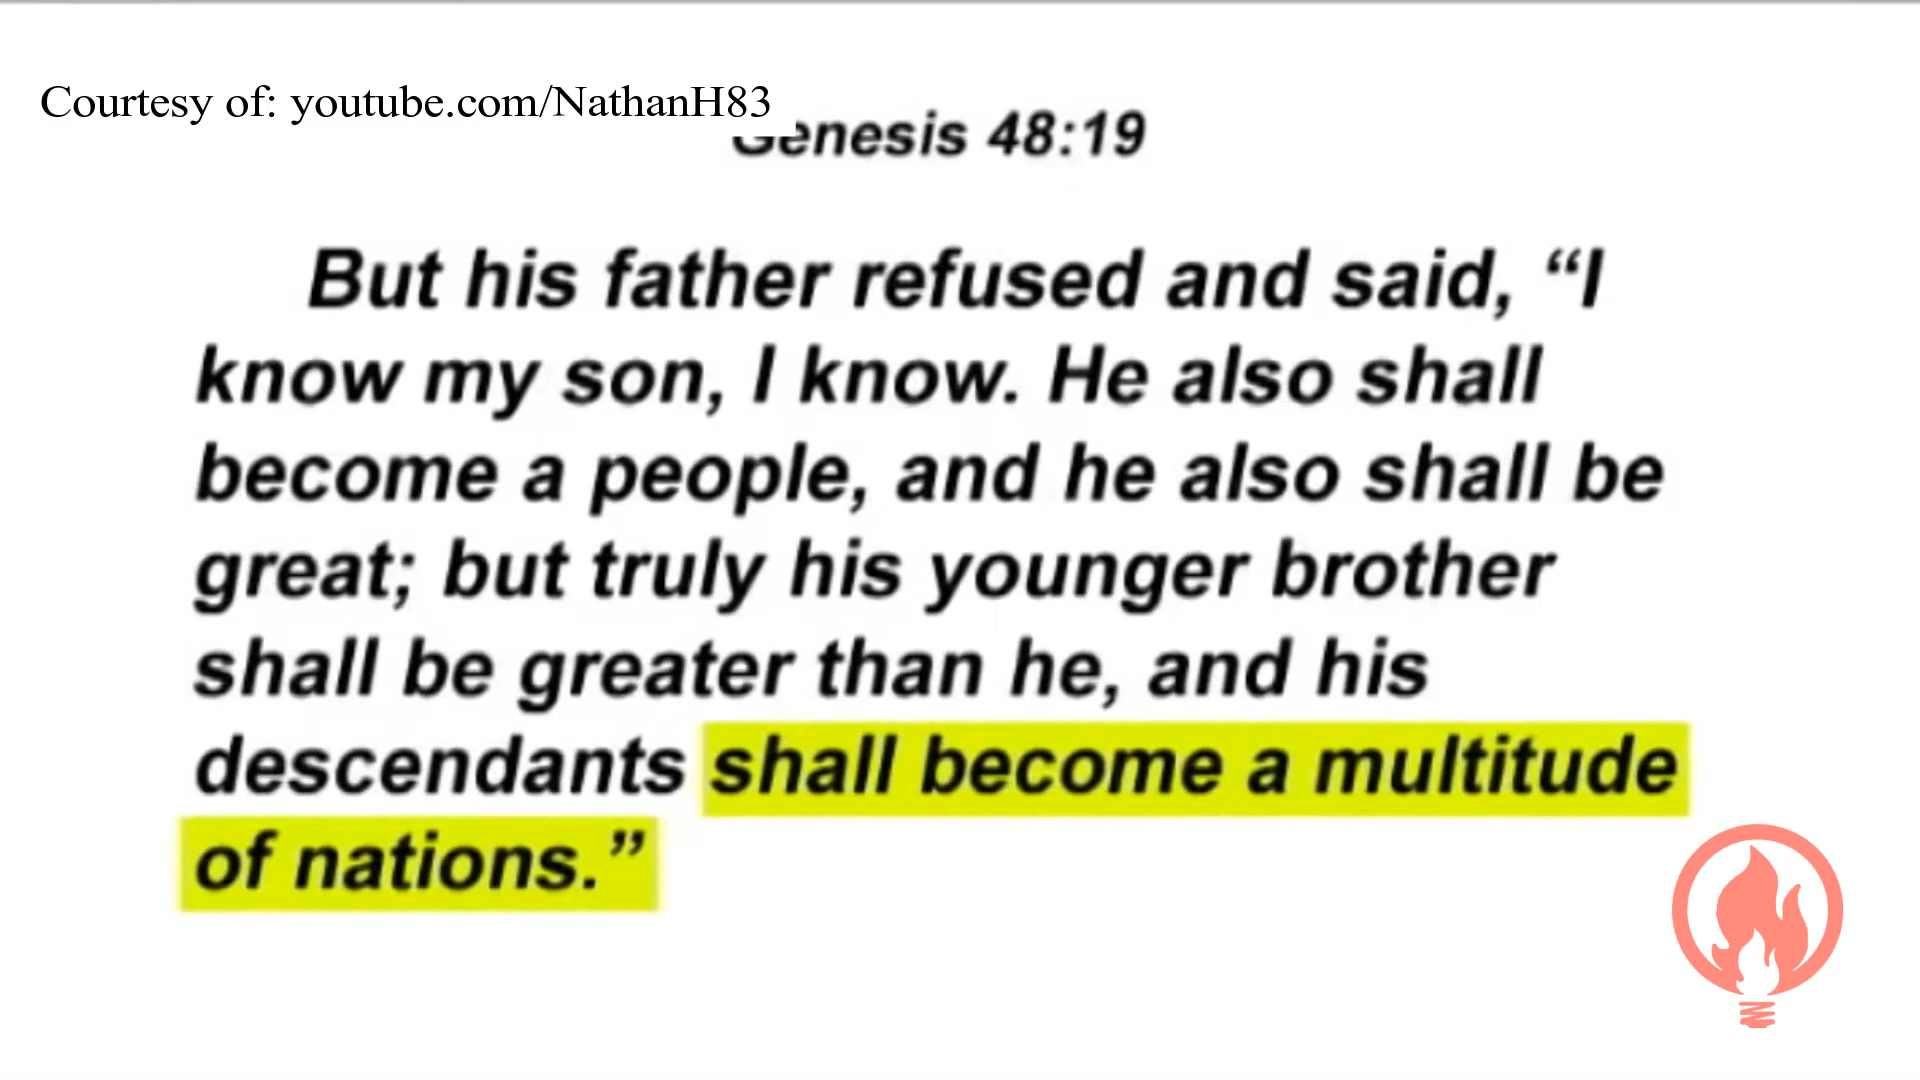 Courtesy of: youtube.com/NathanH83
Genesis 48:19
But his father refused and said, “I
know my son, I know. He also shall
become a people, and he also shall be
great; but truly his younger brother
shall be greater than he, and his
descendants shall become a multitude
of nations.”